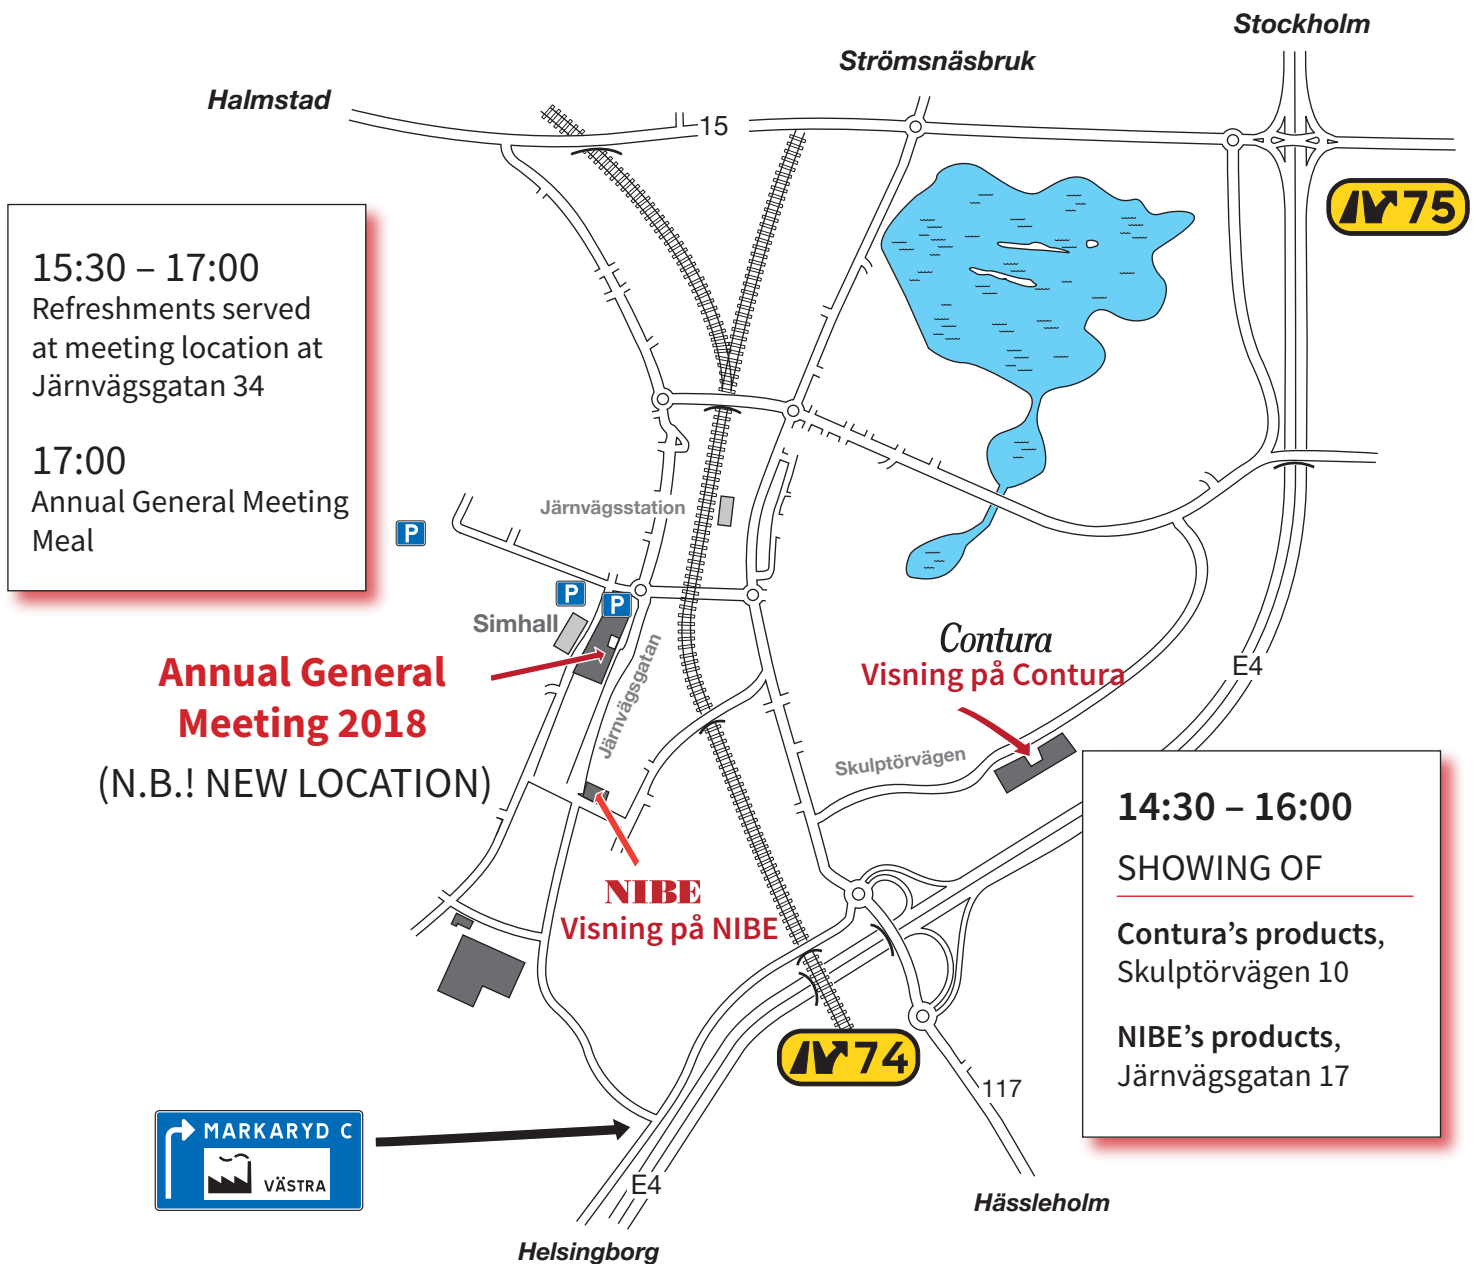 Stockholm
Strömsnäsbruk
Halmstad
15
75
15:30 – 17:00
Refreshments served
at meeting location at
Järnvägsgatan 34
17:00
Annual General Meeting
Meal
P
Järnvägsstation
P
P
Simhall
Annual General
Meeting 2018
(N.B.! NEW LOCATION)
Järnvägsgatan
Contura
Visning på Contura
E4
Skulptörvägen
NIBE
Visning på NIBE
14:30 – 16:00
SHOWING OF
Contura's products,
Skulptörvägen 10
NIBE's products,
Järnvägsgatan 17
74
117
MARKARYD C
VÄSTRA
E4
Hässleholm
Helsingborg